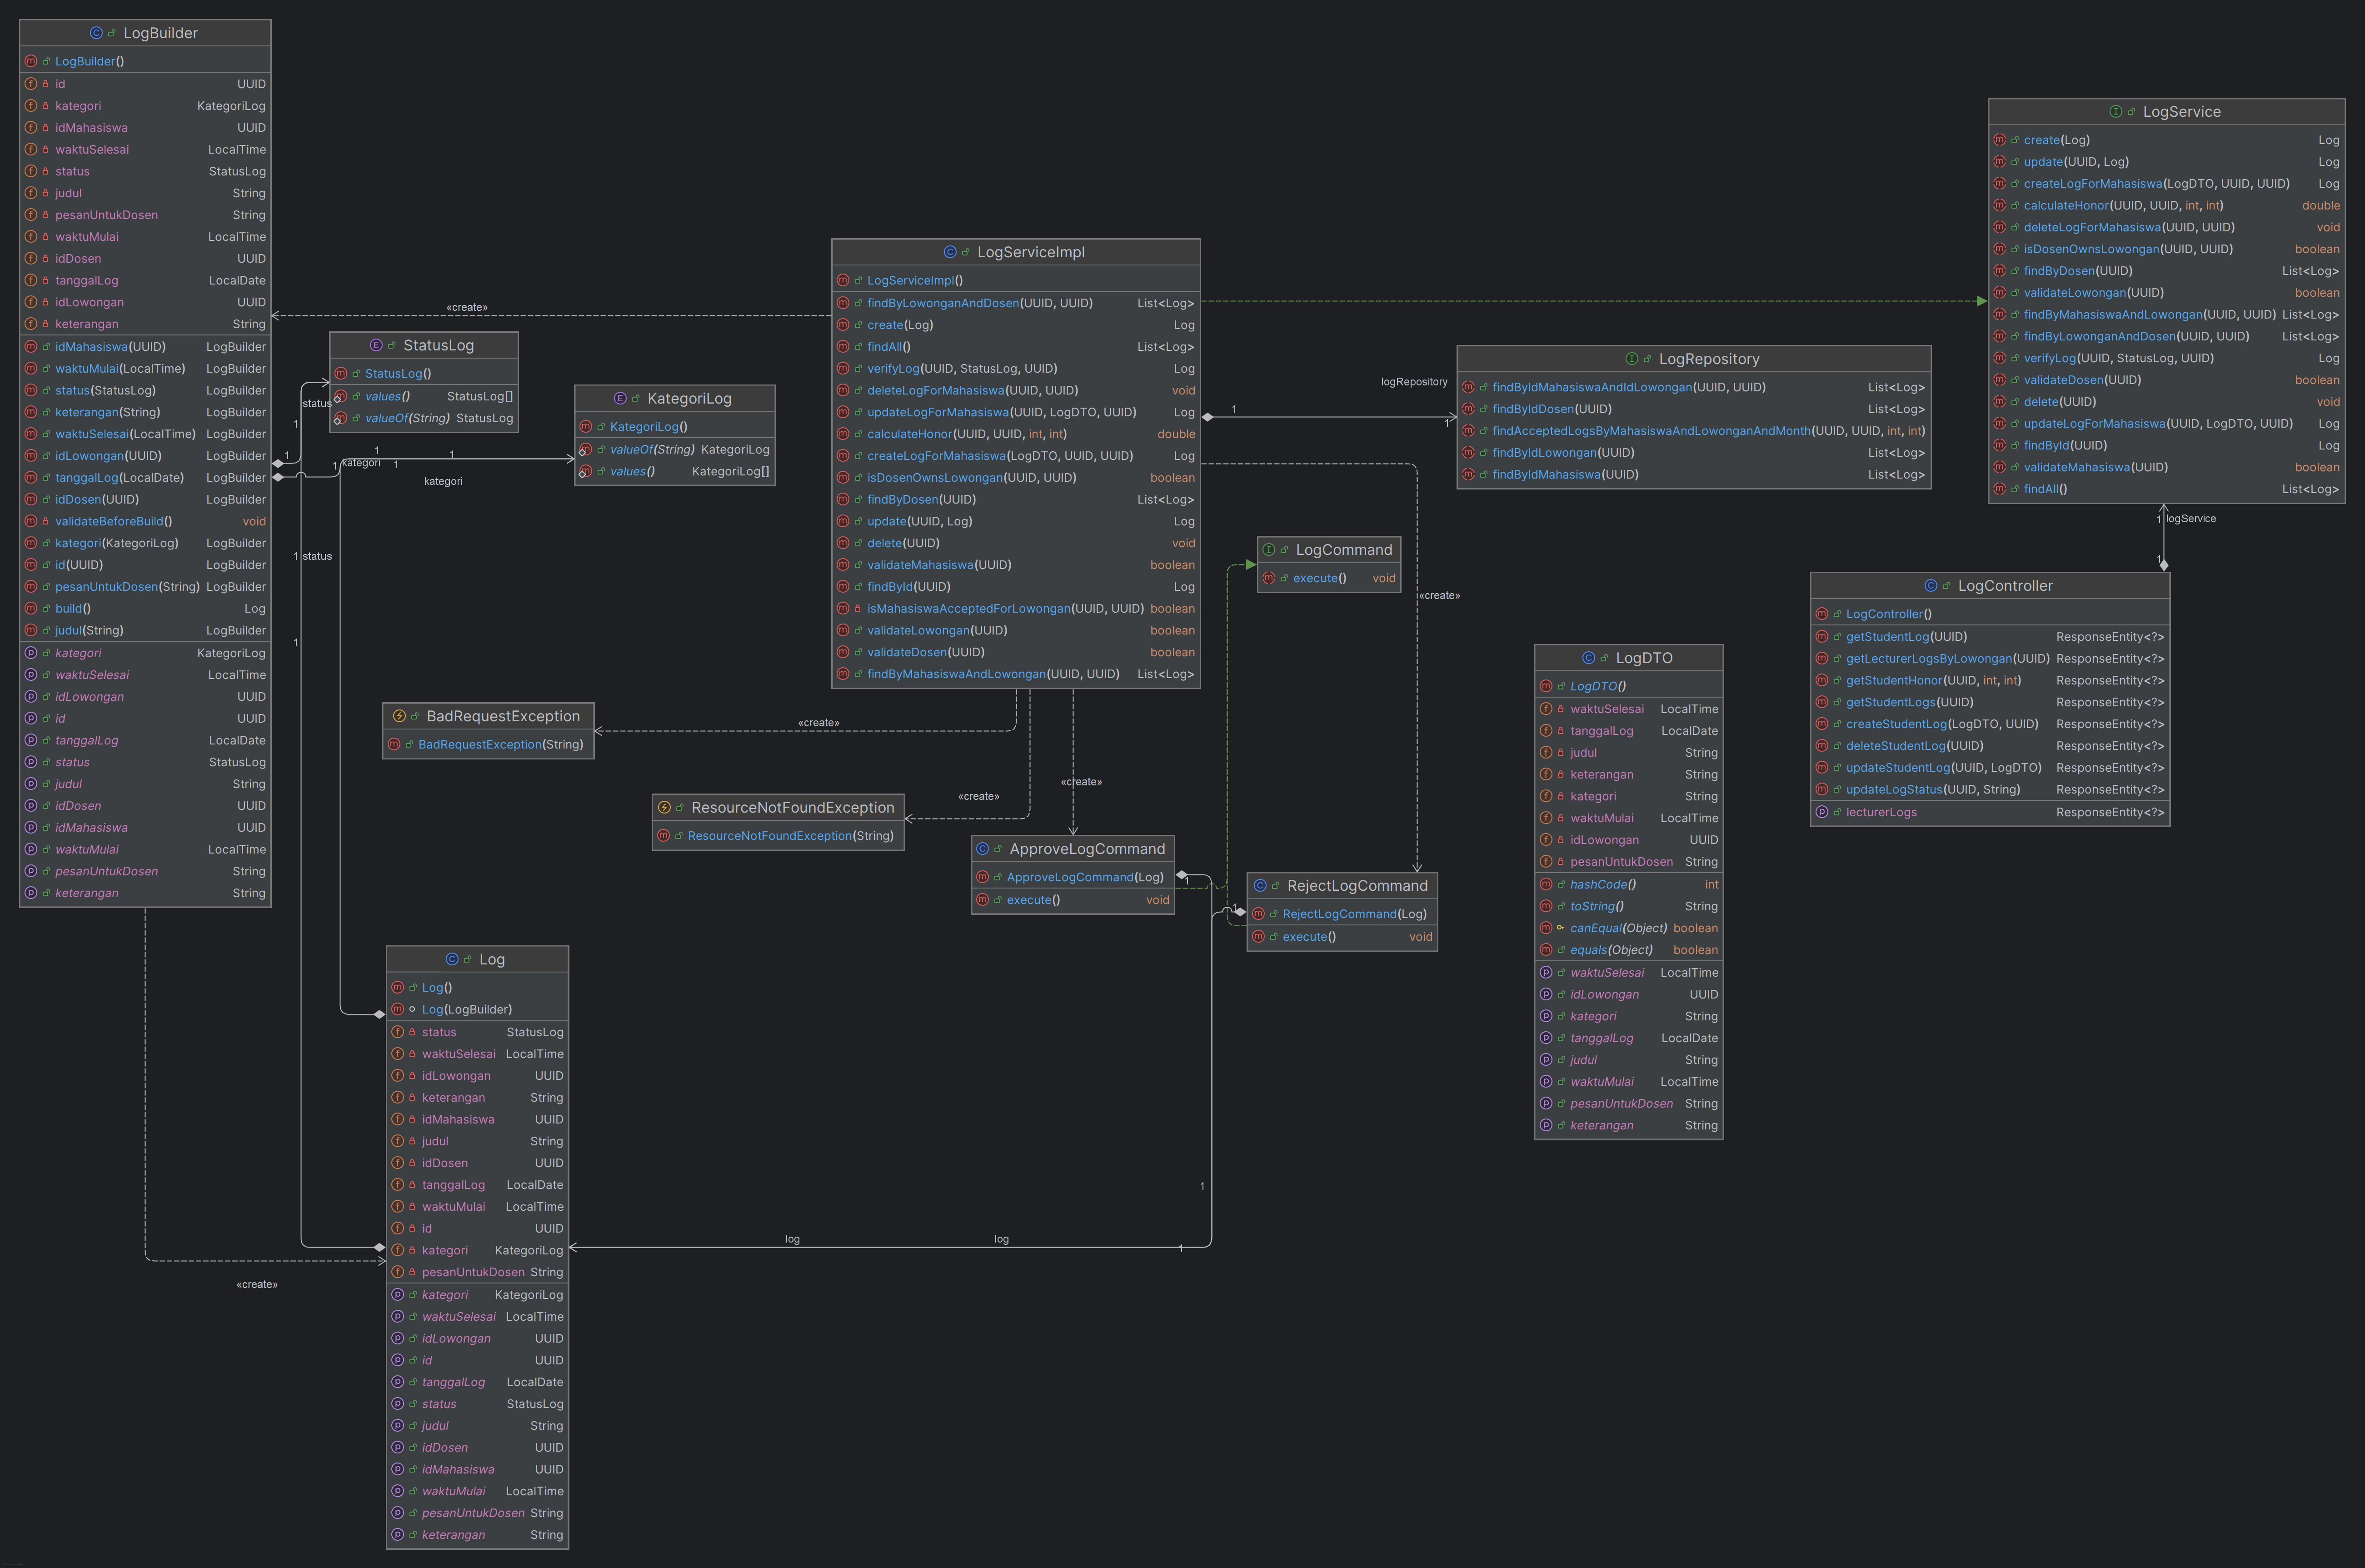 LogBuilder
LogBuilder()
id UUID
kategori KategoriLog
idMahasiswa UUID
waktuSelesai LocalTime
status StatusLog
judul String
pesanUntukDosen String
waktuMulai LocalTime
idDosen UUID
tanggalLog LocalDate
idLowongan UUID
keterangan String
idMahasiswa(UUID) LogBuilder
waktuMulai(LocalTime) LogBuilder
status(StatusLog) LogBuilder
keterangan(String) LogBuilder
waktuSelesai(LocalTime) LogBuilder
idLowongan(UUID) LogBuilder
tanggalLog(LocalDate) LogBuilder
idDosen(UUID) LogBuilder
validateBeforeBuild() void
kategori(KategoriLog) LogBuilder
id(UUID) LogBuilder
pesanUntukDosen(String) LogBuilder
build() Log
judul(String) LogBuilder
kategori KategoriLog
waktuSelesai LocalTime
idLowongan UUID
id UUID
tanggalLog LocalDate
status StatusLog
judul String
idDosen UUID
idMahasiswa UUID
waktuMulai LocalTime
pesanUntukDosen String
keterangan String
«create»
StatusLog
StatusLog()
values() StatusLog[]
valueOf(String) StatusLog
status
1
1
kategori
1
1
1
1
kategori
1 status
1
KategoriLog
KategoriLog()
valueOf(String) KategoriLog
values() KategoriLog[]
LogServiceImpl
LogServiceImpl()
findByLowonganAndDosen(UUID, UUID) List<Log>
create(Log) Log
findAll() List<Log>
verifyLog(UUID, StatusLog, UUID) Log
deleteLogForMahasiswa(UUID, UUID) void
updateLogForMahasiswa(UUID, LogDTO, UUID) Log
calculateHonor(UUID, UUID, int, int) double
createLogForMahasiswa(LogDTO, UUID, UUID) Log
isDosenOwnsLowongan(UUID, UUID) boolean
findByDosen(UUID) List<Log>
update(UUID, Log) Log
delete(UUID) void
validateMahasiswa(UUID) boolean
findById(UUID) Log
isMahasiswaAcceptedForLowongan(UUID, UUID) boolean
validateLowongan(UUID) boolean
validateDosen(UUID) boolean
findByMahasiswaAndLowongan(UUID, UUID) List<Log>
logRepository
1
1
LogRepository
findByIdMahasiswaAndIdLowongan(UUID, UUID) List<Log>
findByIdDosen(UUID) List<Log>
findAcceptedLogsByMahasiswaAndLowonganAndMonth(UUID, UUID, int, int) List<Log>
findByIdLowongan(UUID) List<Log>
findByIdMahasiswa(UUID) List<Log>
LogService
create(Log) Log
update(UUID, Log) Log
createLogForMahasiswa(LogDTO, UUID, UUID) Log
calculateHonor(UUID, UUID, int, int) double
deleteLogForMahasiswa(UUID, UUID) void
isDosenOwnsLowongan(UUID, UUID) boolean
findByDosen(UUID) List<Log>
validateLowongan(UUID) boolean
findByMahasiswaAndLowongan(UUID, UUID) List<Log>
findByLowonganAndDosen(UUID, UUID) List<Log>
verifyLog(UUID, StatusLog, UUID) Log
validateDosen(UUID) boolean
delete(UUID) void
updateLogForMahasiswa(UUID, LogDTO, UUID) Log
findById(UUID) Log
validateMahasiswa(UUID) boolean
findAll() List<Log>
1 logService
1
LogController
LogController()
getStudentLog(UUID) ResponseEntity<?>
getLecturerLogsByLowongan(UUID) ResponseEntity<?>
getStudentHonor(UUID, int, int) ResponseEntity<?>
getStudentLogs(UUID) ResponseEntity<?>
createStudentLog(LogDTO, UUID) ResponseEntity<?>
deleteStudentLog(UUID) ResponseEntity<?>
updateStudentLog(UUID, LogDTO) ResponseEntity<?>
updateLogStatus(UUID, String) ResponseEntity<?>
lecturerLogs ResponseEntity<?>
LogCommand
execute() void
«create»
LogDTO
LogDTO()
waktuSelesai LocalTime
tanggalLog LocalDate
judul String
keterangan String
kategori String
waktuMulai LocalTime
idLowongan UUID
pesanUntukDosen String
hashCode() int
toString() String
canEqual(Object) boolean
equals(Object) boolean
waktuSelesai LocalTime
idLowongan UUID
kategori String
tanggalLog LocalDate
judul String
waktuMulai LocalTime
pesanUntukDosen String
keterangan String
BadRequestException
BadRequestException(String)
«create»
ResourceNotFoundException
ResourceNotFoundException(String)
«create»
«create»
ApproveLogCommand
ApproveLogCommand(Log)
execute() void
1
RejectLogCommand
RejectLogCommand(Log)
execute() void
1
1
log
log
1
«create»
Log
Log()
Log(LogBuilder)
status StatusLog
waktuSelesai LocalTime
idLowongan UUID
keterangan String
idMahasiswa UUID
judul String
idDosen UUID
tanggalLog LocalDate
waktuMulai LocalTime
id UUID
kategori KategoriLog
pesanUntukDosen String
kategori KategoriLog
waktuSelesai LocalTime
idLowongan UUID
id UUID
tanggalLog LocalDate
status StatusLog
judul String
idDosen UUID
idMahasiswa UUID
waktuMulai LocalTime
pesanUntukDosen String
keterangan String